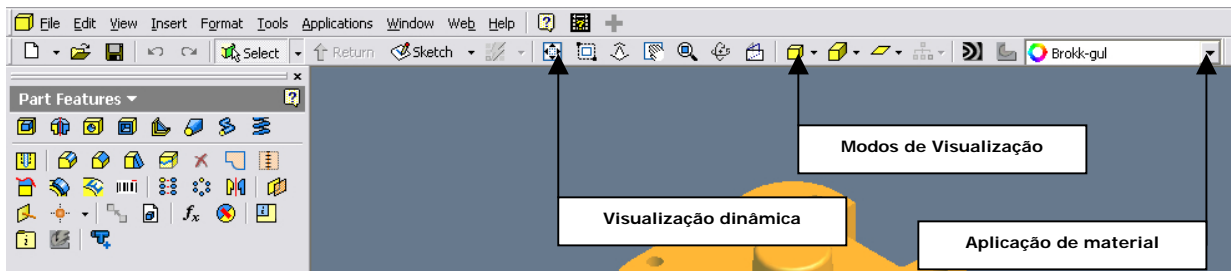 File Edit View Insert Format Tools Applications Window Web Help
Select Return Sketch Brokk-gul
Part Features
Modos de Visualização
fx
Visualização dinâmica
Aplicação de material